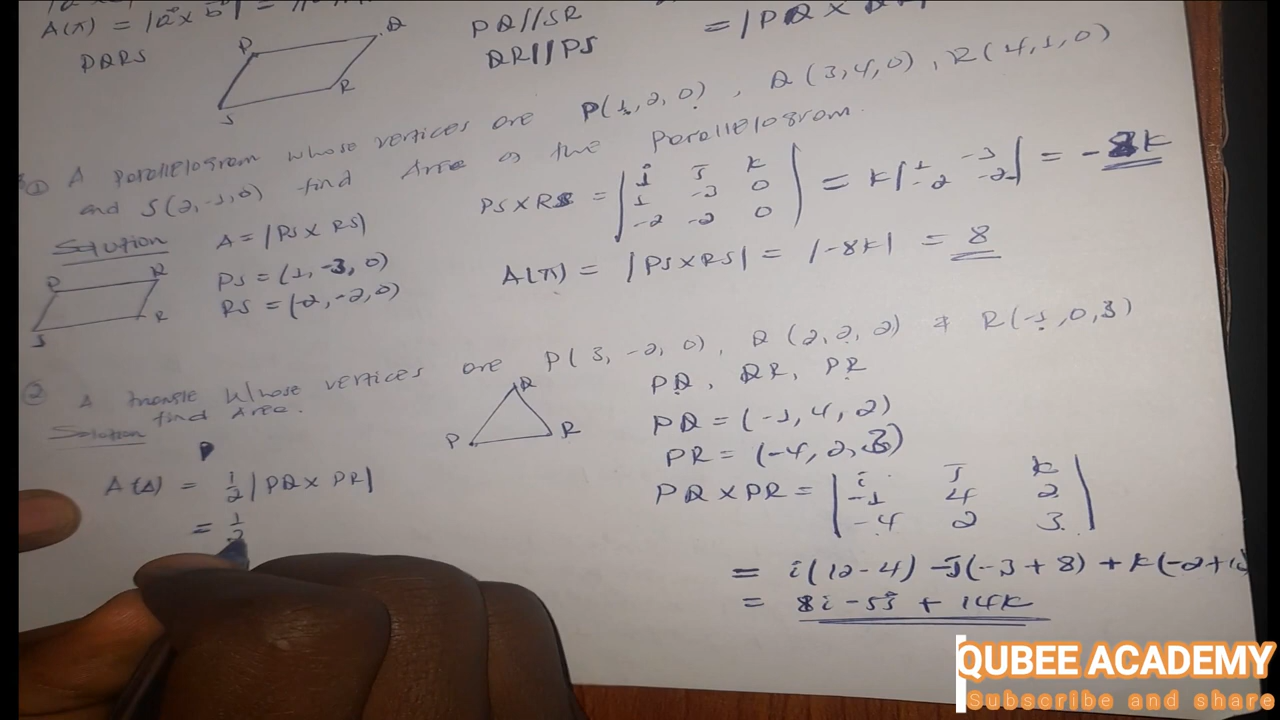 A(π) = |a × b| =
PQRS
P
Q
R
S
PQ//SR
QR//PS
= |PQ × QR|
① A parallelogram whose vertices are P(1,2,0), Q(3,4,0), R(4,1,0)
and S(2,-1,0) find Area of the parallelogram.
Solution
A = |PS × RS|
PS = (1, -3, 0)
RS = (-2, -2, 0)
PS × RS = | i J K
1 -3 0
-2 -2 0 | = K | 1 -3
-2 -2 | = -8K
A(π) = |PS×RS| = |-8K| = 8
② A triangle whose vertices are P(3, -2, 0), Q(2, 2, 2) & R(-1, 0, 3)
find Area.
Solution
P
Q
R
PQ, QR, PR
PQ = (-1, 4, 2)
PR = (-4, 2, 3)
A(Δ) = 1/2 |PQ × PR|
= 1/2
PQ × PR = | i J k
-1 4 2
-4 2 3 |
= i(12-4) -J(-3+8) + K(-2+1
= 8i - 5j + 14K
QUBEE ACADEMY
Subscribe and share